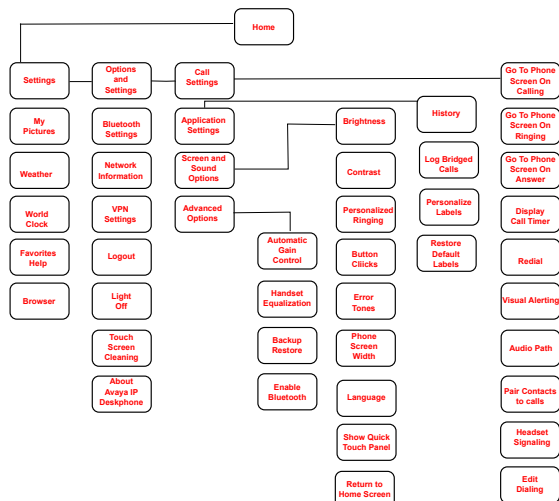 Home
Settings
Options
and
Settings
Call
Settings
Go To Phone
Screen On
Calling
My
Pictures
Bluetooth
Settings
Application
Settings
Brightness
History
Go To Phone
Screen On
Ringing
Weather
Network
Information
Screen and
Sound
Options
Contrast
Log Bridged
Calls
Go To Phone
Screen On
Answer
World
Clock
VPN
Settings
Advanced
Options
Personalized
Ringing
Personalize
Labels
Display
Call Timer
Favorites
Help
Logout
Automatic
Gain
Control
Button
Cliicks
Restore
Default
Labels
Redial
Browser
Light
Off
Handset
Equalization
Error
Tones
Visual Alerting
Touch
Screen
Cleaning
Backup
Restore
Phone
Screen
Width
Audio Path
About
Avaya IP
Deskphone
Enable
Bluetooth
Language
Pair Contacts
to calls
Show Quick
Touch Panel
Headset
Signaling
Return to
Home Screen
Edit
Dialing